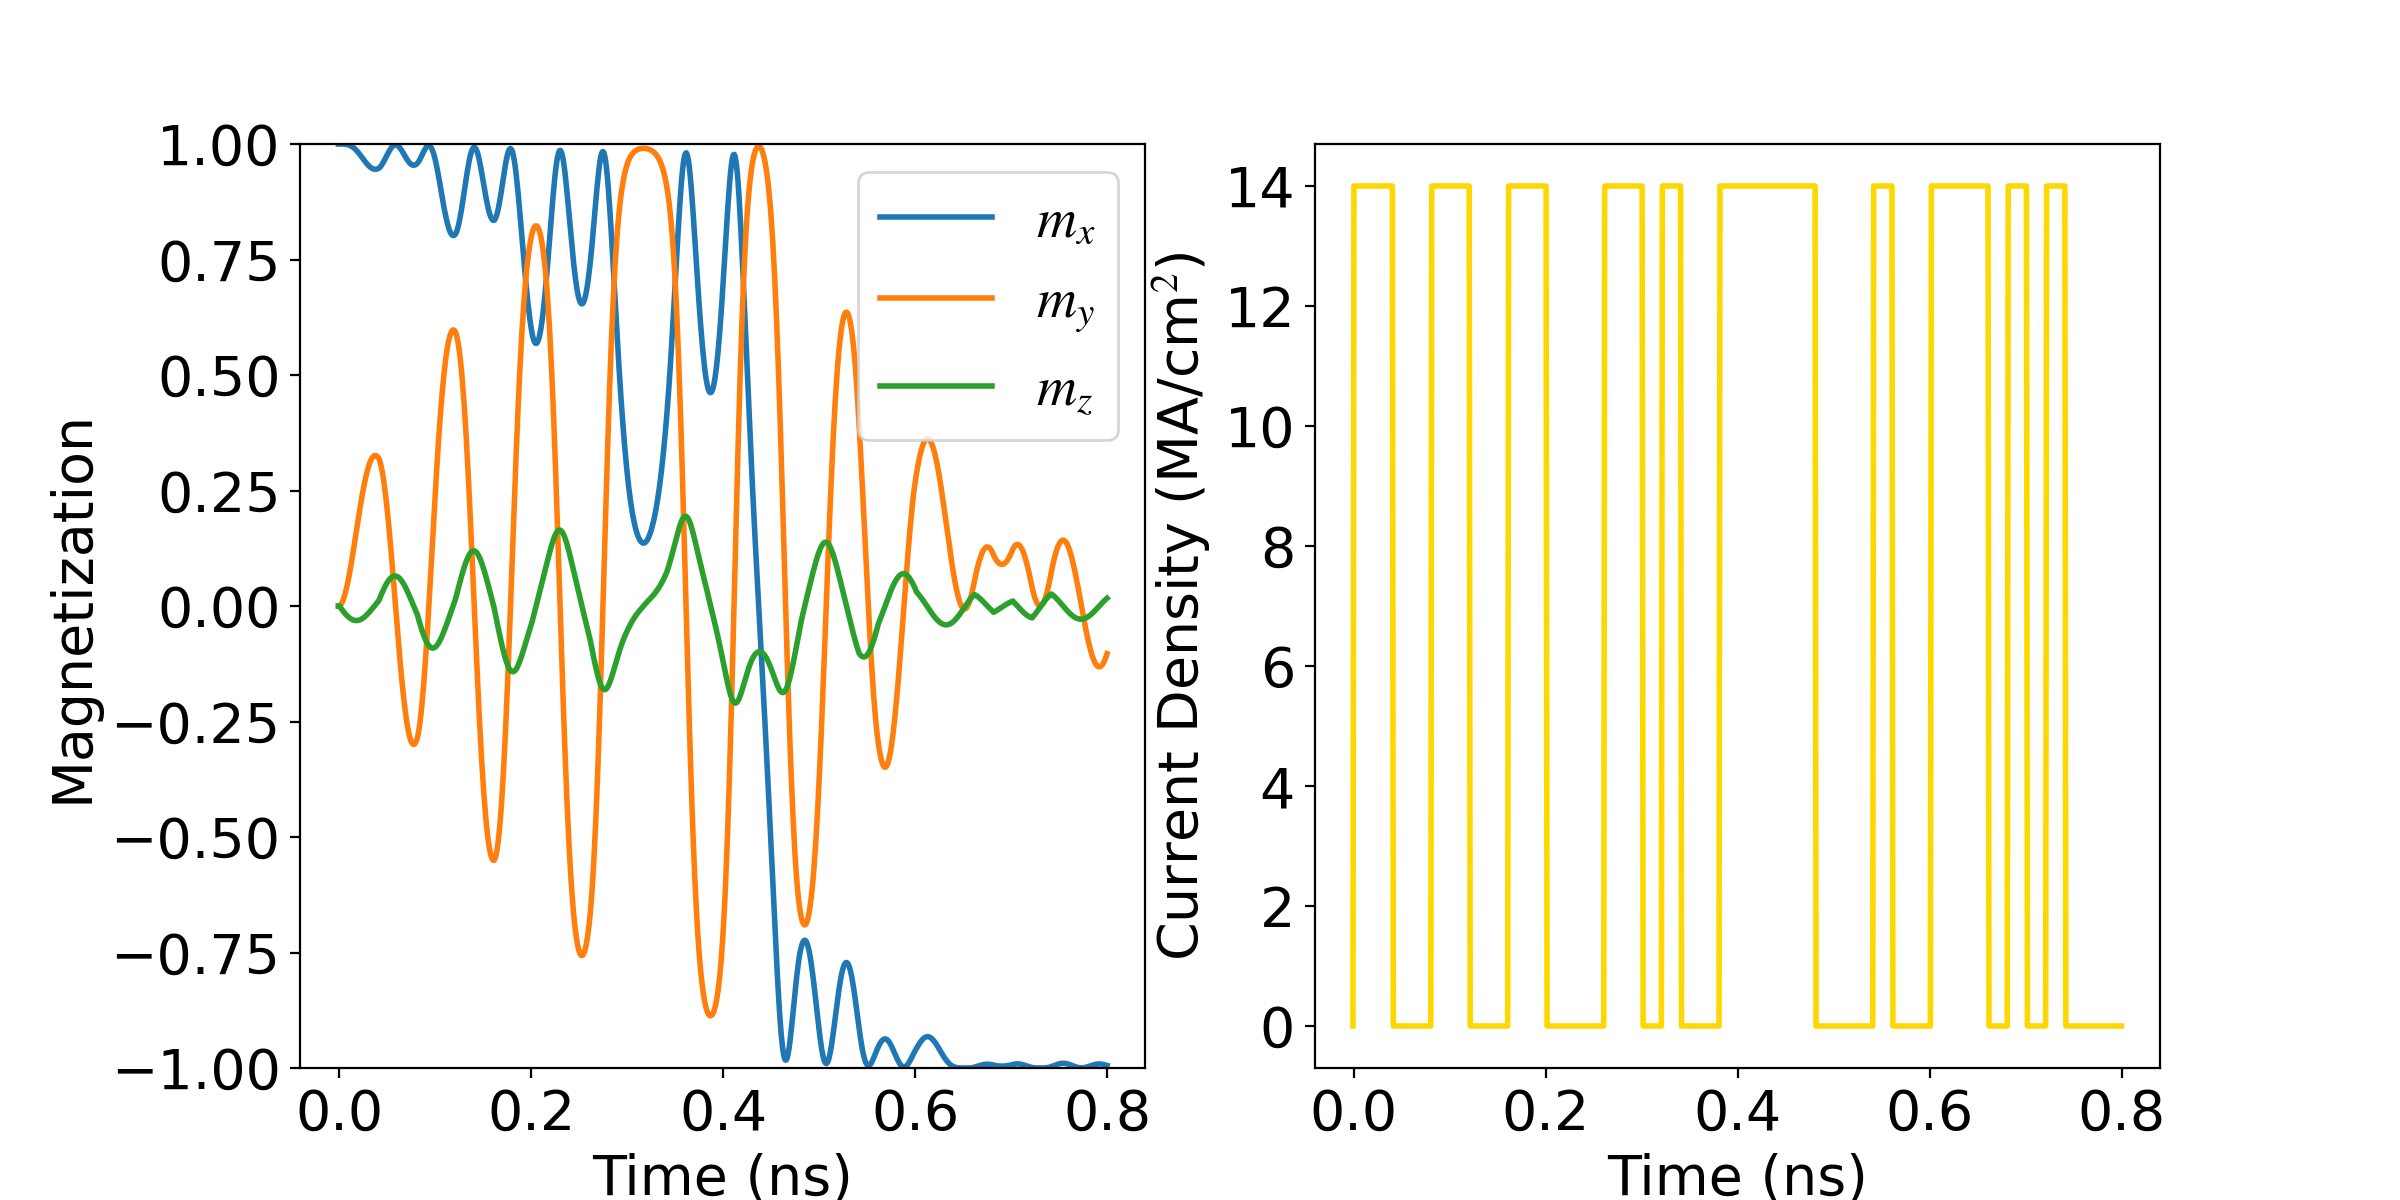 Magnetization
1.00
0.75
0.50
0.25
0.00
−0.25
−0.50
−0.75
−1.00
0.0 0.2 0.4 0.6 0.8
Time (ns)
mₓ
m_y
m_z
Current Density (MA/cm²)
14
12
10
8
6
4
2
0
0.0 0.2 0.4 0.6 0.8
Time (ns)